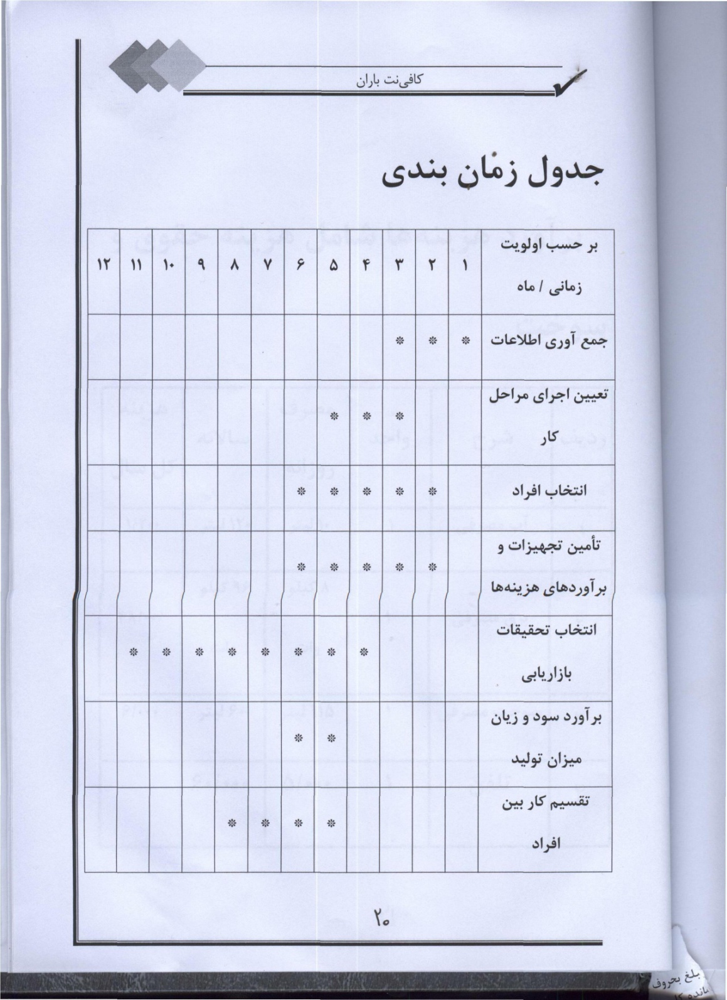 کافی‌نت باران
جدول زمان بندی
بر حسب اولویت
زمانی / ماه
۱ ۲ ۳ ۴ ۵ ۶ ۷ ۸ ۹ ۱۰ ۱۱ ۱۲
جمع آوری اطلاعات * * *
تعیین اجرای مراحل
کار
* * *
انتخاب افراد * * * * *
تأمین تجهیزات و
برآوردهای هزینه‌ها
* * * * *
انتخاب تحقیقات
بازاریابی
* * * * * * * *
برآورد سود و زیان
میزان تولید
* *
تقسیم کار بین
افراد
* * * *
۲۰
بلغ بحروف